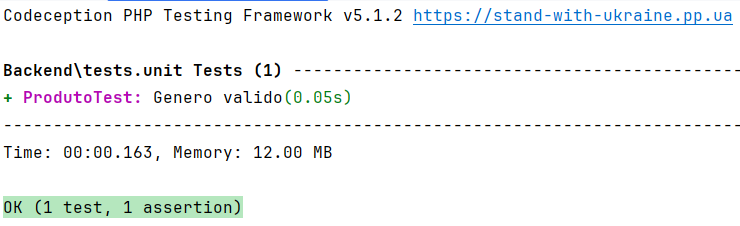 Codeception PHP Testing Framework v5.1.2 https://stand-with-ukraine.pp.ua
Backend\tests.unit Tests (1) ---------------------------------------------
+ ProdutoTest: Genero valido(0.05s)
--------------------------------------------------------------------------
Time: 00:00.163, Memory: 12.00 MB
OK (1 test, 1 assertion)